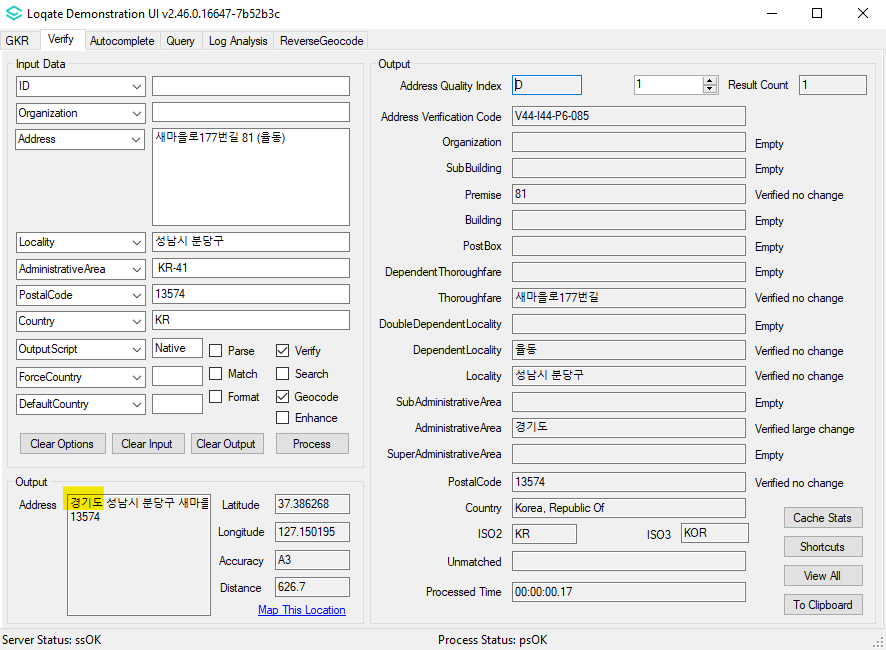 Loqate Demonstration UI v2.46.0.16647-7b52b3c
GKR Verify Autocomplete Query Log Analysis ReverseGeocode
Input Data
ID
Organization
Address 새마을로177번길 81 (율동)
Locality 성남시 분당구
AdministrativeArea KR-41
PostalCode 13574
Country KR
OutputScript Native Parse Verify
ForceCountry Match Search
DefaultCountry Format Geocode
Enhance
Clear Options Clear Input Clear Output Process
Output
Address 경기도 성남시 분당구 새마을
13574
Latitude 37.386268
Longitude 127.150195
Accuracy A3
Distance 626.7
Map This Location
Output
Address Quality Index D 1 Result Count 1
Address Verification Code V44-I44-P6-085
Organization Empty
SubBuilding Empty
Premise 81 Verified no change
Building Empty
PostBox Empty
DependentThoroughfare Empty
Thoroughfare 새마을로177번길 Verified no change
DoubleDependentLocality Empty
DependentLocality 율동 Verified no change
Locality 성남시 분당구 Verified no change
SubAdministrativeArea Empty
AdministrativeArea 경기도 Verified large change
SuperAdministrativeArea Empty
PostalCode 13574 Verified no change
Country Korea, Republic Of
ISO2 KR ISO3 KOR
Unmatched
Processed Time 00:00:00.17
Cache Stats
Shortcuts
View All
To Clipboard
Server Status: ssOK Process Status: psOK